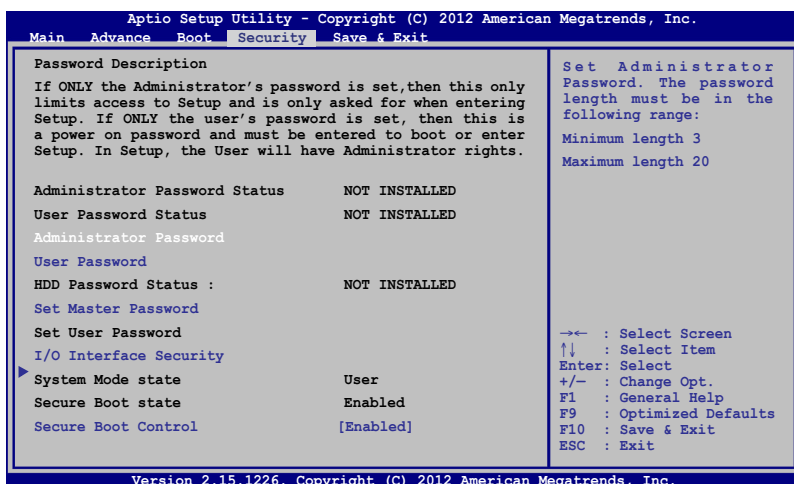 Aptio Setup Utility - Copyright (C) 2012 American Megatrends, Inc.
Main Advance Boot Security Save & Exit
Password Description
If ONLY the Administrator's password is set,then this only
limits access to Setup and is only asked for when entering
Setup. If ONLY the user's password is set, then this is
a power on password and must be entered to boot or enter
Setup. In Setup, the User will have Administrator rights.
Administrator Password Status NOT INSTALLED
User Password Status NOT INSTALLED
Administrator Password
User Password
HDD Password Status : NOT INSTALLED
Set Master Password
Set User Password
I/O Interface Security
System Mode state User
Secure Boot state Enabled
Secure Boot Control [Enabled]
Set Administrator
Password. The password
length must be in the
following range:
Minimum length 3
Maximum length 20
→← : Select Screen
↑↓ : Select Item
Enter: Select
+/— : Change Opt.
F1 : General Help
F9 : Optimized Defaults
F10 : Save & Exit
ESC : Exit
Version 2.15.1226. Copyright (C) 2012 American Megatrends, Inc.